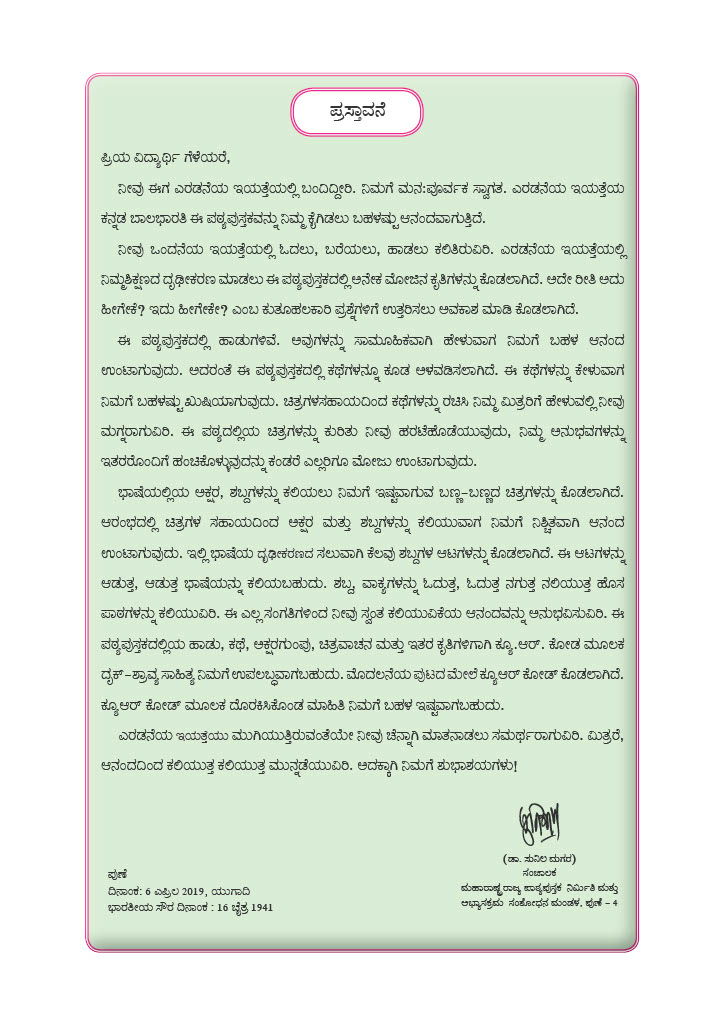 ಪ್ರಸ್ತಾವನೆ
ಪ್ರಿಯ ವಿದ್ಯಾರ್ಥಿ ಗೆಳೆಯರೆ,
ನೀವು ಈಗ ಎರಡನೆಯ ಇಯತ್ತೆಯಲ್ಲಿ ಬಂದಿದ್ದೀರಿ. ನಿಮಗೆ ಮನ:ಪೂರ್ವಕ ಸ್ವಾಗತ. ಎರಡನೆಯ ಇಯತ್ತೆಯ
ಕನ್ನಡ ಬಾಲಭಾರತಿ ಈ ಪಠ್ಯಪುಸ್ತಕವನ್ನು ನಿಮ್ಮ ಕೈಗಿಡಲು ಬಹಳಷ್ಟು ಆನಂದವಾಗುತ್ತಿದೆ.
ನೀವು ಒಂದನೆಯ ಇಯತ್ತೆಯಲ್ಲಿ ಓದಲು, ಬರೆಯಲು, ಹಾಡಲು ಕಲಿತಿರುವಿರಿ. ಎರಡನೆಯ ಇಯತ್ತೆಯಲ್ಲಿ
ನಿಮ್ಮಶಿಕ್ಷಣದ ದೃಢೀಕರಣ ಮಾಡಲು ಈ ಪಠ್ಯಪುಸ್ತಕದಲ್ಲಿ ಅನೇಕ ಮೋಜಿನ ಕೃತಿಗಳನ್ನು ಕೊಡಲಾಗಿದೆ. ಅದೇ ರೀತಿ ಅದು
ಹೀಗೇಕೆ? ಇದು ಹೀಗೇಕೇ? ಎಂಬ ಕುತೂಹಲಕಾರಿ ಪ್ರಶ್ನೆಗಳಿಗೆ ಉತ್ತರಿಸಲು ಅವಕಾಶ ಮಾಡಿ ಕೊಡಲಾಗಿದೆ.
ಈ ಪಠ್ಯಪುಸ್ತಕದಲ್ಲಿ ಹಾಡುಗಳಿವೆ. ಅವುಗಳನ್ನು ಸಾಮೂಹಿಕವಾಗಿ ಹೇಳುವಾಗ ನಿಮಗೆ ಬಹಳ ಆನಂದ
ಉಂಟಾಗುವುದು. ಅದರಂತೆ ಈ ಪಠ್ಯಪುಸ್ತಕದಲ್ಲಿ ಕಥೆಗಳನ್ನೂ ಕೂಡ ಅಳವಡಿಸಲಾಗಿದೆ. ಈ ಕಥೆಗಳನ್ನು ಕೇಳುವಾಗ
ನಿಮಗೆ ಬಹಳಷ್ಟು ಖುಷಿಯಾಗುವುದು. ಚಿತ್ರಗಳಸಹಾಯದಿಂದ ಕಥೆಗಳನ್ನು ರಚಿಸಿ ನಿಮ್ಮ ಮಿತ್ರರಿಗೆ ಹೇಳುವಲ್ಲಿ ನೀವು
ಮಗ್ನರಾಗುವಿರಿ. ಈ ಪಠ್ಯದಲ್ಲಿಯ ಚಿತ್ರಗಳನ್ನು ಕುರಿತು ನೀವು ಹರಟೆಹೊಡೆಯುವುದು, ನಿಮ್ಮ ಅನುಭವಗಳನ್ನು
ಇತರರೊಂದಿಗೆ ಹಂಚಿಕೊಳ್ಳುವುದನ್ನು ಕಂಡರೆ ಎಲ್ಲರಿಗೂ ಮೋಜು ಉಂಟಾಗುವುದು.
ಭಾಷೆಯಲ್ಲಿಯ ಅಕ್ಷರ, ಶಬ್ದಗಳನ್ನು ಕಲಿಯಲು ನಿಮಗೆ ಇಷ್ಟವಾಗುವ ಬಣ್ಣ-ಬಣ್ಣದ ಚಿತ್ರಗಳನ್ನು ಕೊಡಲಾಗಿದೆ.
ಆರಂಭದಲ್ಲಿ ಚಿತ್ರಗಳ ಸಹಾಯದಿಂದ ಅಕ್ಷರ ಮತ್ತು ಶಬ್ದಗಳನ್ನು ಕಲಿಯುವಾಗ ನಿಮಗೆ ನಿಶ್ಚಿತವಾಗಿ ಆನಂದ
ಉಂಟಾಗುವುದು. ಇಲ್ಲಿ ಭಾಷೆಯ ದೃಢೀಕರಣದ ಸಲುವಾಗಿ ಕೆಲವು ಶಬ್ದಗಳ ಆಟಗಳನ್ನು ಕೊಡಲಾಗಿದೆ. ಈ ಆಟಗಳನ್ನು
ಆಡುತ್ತ, ಆಡುತ್ತ ಭಾಷೆಯನ್ನು ಕಲಿಯಬಹುದು. ಶಬ್ದ, ವಾಕ್ಯಗಳನ್ನು ಓದುತ್ತ, ಓದುತ್ತ ನಗುತ್ತ ನಲಿಯುತ್ತ ಹೊಸ
ಪಾಠಗಳನ್ನು ಕಲಿಯುವಿರಿ. ಈ ಎಲ್ಲ ಸಂಗತಿಗಳಿಂದ ನೀವು ಸ್ವಂತ ಕಲಿಯುವಿಕೆಯ ಆನಂದವನ್ನು ಅನುಭವಿಸುವಿರಿ. ಈ
ಪಠ್ಯಪುಸ್ತಕದಲ್ಲಿಯ ಹಾಡು, ಕಥೆ, ಅಕ್ಷರಗುಂಪು, ಚಿತ್ರವಾಚನ ಮತ್ತು ಇತರ ಕೃತಿಗಳಿಗಾಗಿ ಕ್ಯೂ.ಆರ್. ಕೋಡ ಮೂಲಕ
ದೃಕ್-ಶ್ರಾವ್ಯ ಸಾಹಿತ್ಯ ನಿಮಗೆ ಉಪಲಬ್ಧವಾಗಬಹುದು. ಮೊದಲನೆಯ ಪುಟದ ಮೇಲೆ ಕ್ಯೂಆರ್ ಕೋಡ್ ಕೊಡಲಾಗಿದೆ.
ಕ್ಯೂಆರ್ ಕೋಡ್ ಮೂಲಕ ದೊರಕಿಸಿಕೊಂಡ ಮಾಹಿತಿ ನಿಮಗೆ ಬಹಳ ಇಷ್ಟವಾಗಬಹುದು.
ಎರಡನೆಯ ಇಯತ್ತೆಯು ಮುಗಿಯುತ್ತಿರುವಂತೆಯೇ ನೀವು ಚೆನ್ನಾಗಿ ಮಾತನಾಡಲು ಸಮರ್ಥರಾಗುವಿರಿ. ಮಿತ್ರರೆ,
ಆನಂದದಿಂದ ಕಲಿಯುತ್ತ ಕಲಿಯುತ್ತ ಮುನ್ನಡೆಯುವಿರಿ. ಅದಕ್ಕಾಗಿ ನಿಮಗೆ ಶುಭಾಶಯಗಳು!
(ಡಾ. ಸುನಿಲ ಮಗರ)
ಸಂಚಾಲಕ
ಮಹಾರಾಷ್ಟ್ರ ರಾಜ್ಯ ಪಾಠ್ಯಪುಸ್ತಕ ನಿರ್ಮಿತಿ ಮತ್ತು
ಅಭ್ಯಾಸಕ್ರಮ ಸಂಶೋಧನ ಮಂಡಳ, ಪುಣೆ - 4
ಪುಣೆ
ದಿನಾಂಕ: 6 ಎಪ್ರಿಲ 2019, ಯುಗಾದಿ
ಭಾರತೀಯ ಸೌರ ದಿನಾಂಕ : 16 ಚೈತ್ರ 1941